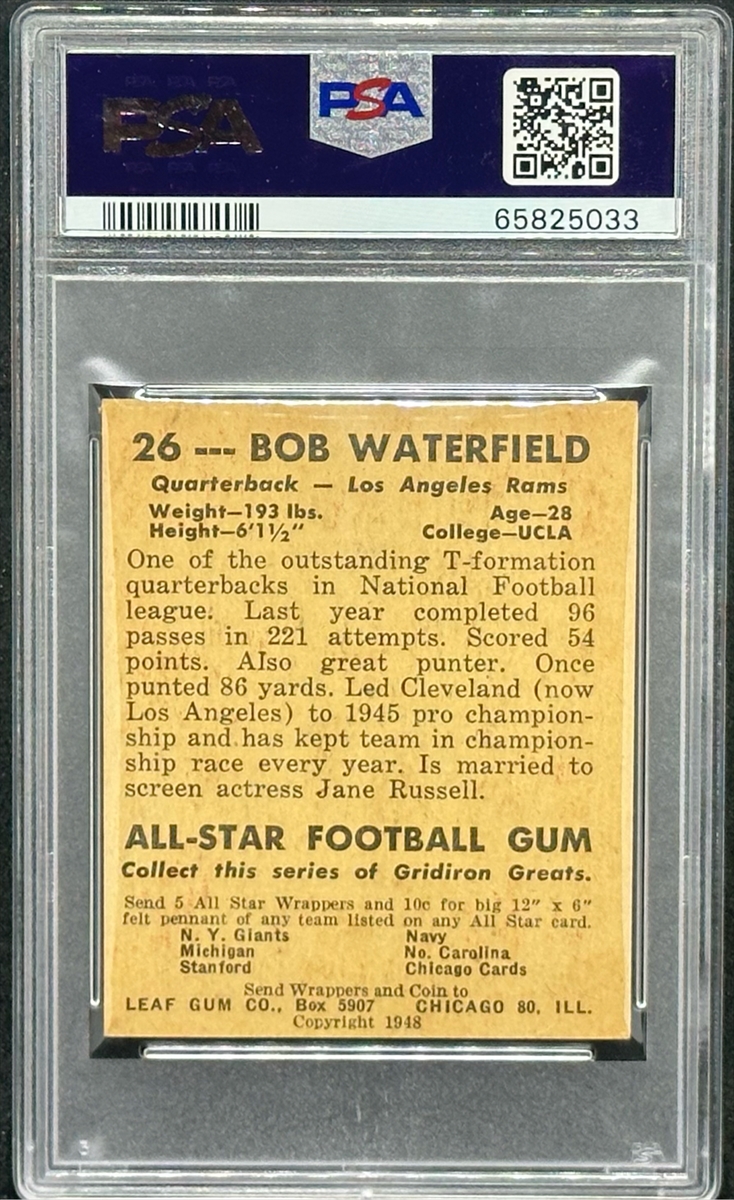 PSA
PSA
65825033
26 --- BOB WATERFIELD
Quarterback — Los Angeles Rams
Weight—193 lbs. Age—28
Height—6'1½" College—UCLA
One of the outstanding T-formation
quarterbacks in National Football
league. Last year completed 96
passes in 221 attempts. Scored 54
points. Also great punter. Once
punted 86 yards. Led Cleveland (now
Los Angeles) to 1945 pro champion-
ship and has kept team in champion-
ship race every year. Is married to
screen actress Jane Russell.
ALL-STAR FOOTBALL GUM
Collect this series of Gridiron Greats.
Send 5 All Star Wrappers and 10c for big 12" x 6"
felt pennant of any team listed on any All Star card.
N. Y. Giants Navy
Michigan No. Carolina
Stanford Chicago Cards
Send Wrappers and Coin to
LEAF GUM CO., Box 5907 CHICAGO 80, ILL.
Copyright 1948